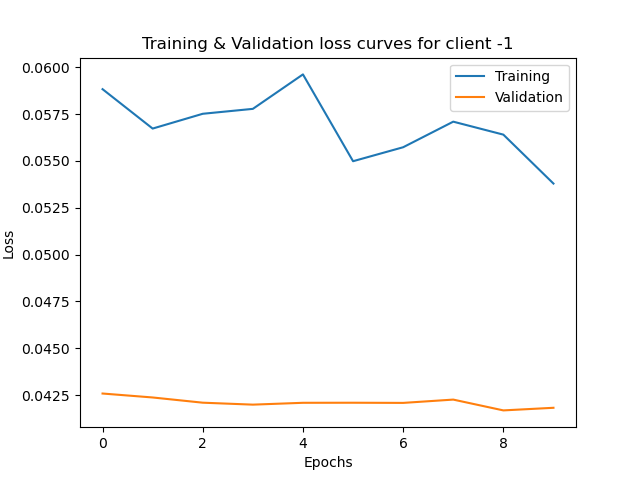 Training & Validation loss curves for client -1
0.0600
0.0575
0.0550
0.0525
0.0500
0.0475
0.0450
0.0425
Loss
Training
Validation
0 2 4 6 8
Epochs